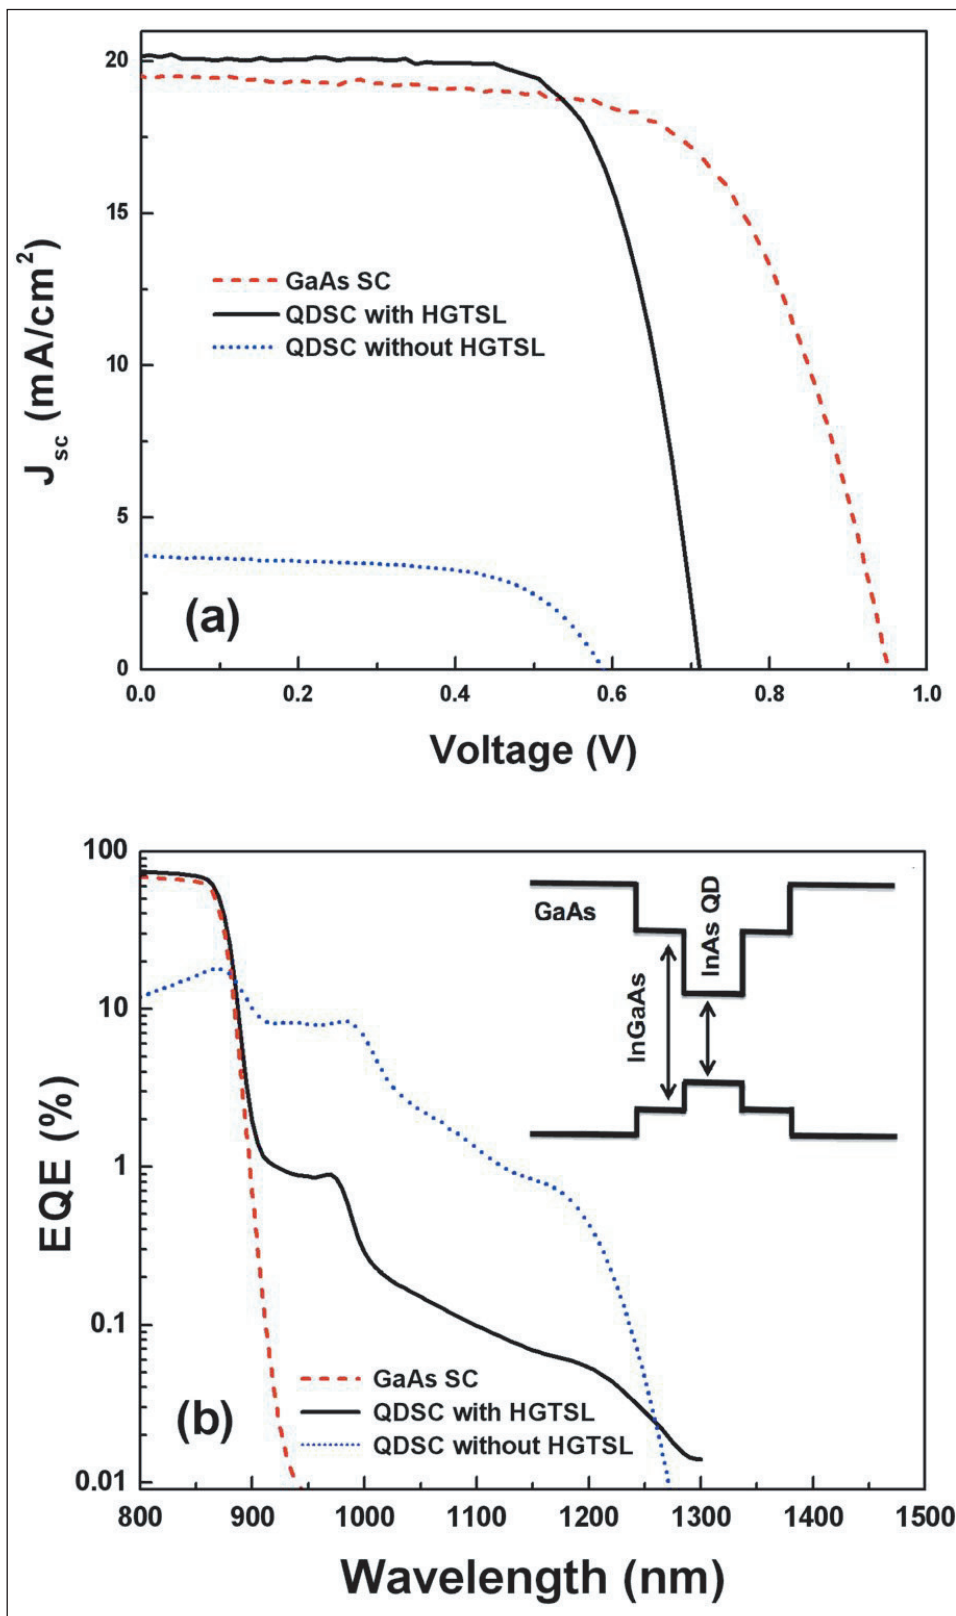 20
15
10
5
0
J_sc (mA/cm²)
GaAs SC
QDSC with HGTSL
QDSC without HGTSL
(a)
0.0 0.2 0.4 0.6 0.8 1.0
Voltage (V)
100
10
1
0.1
0.01
EQE (%)
GaAs
InGaAs
InAs QD
GaAs SC
QDSC with HGTSL
QDSC without HGTSL
(b)
800 900 1000 1100 1200 1300 1400 1500
Wavelength (nm)